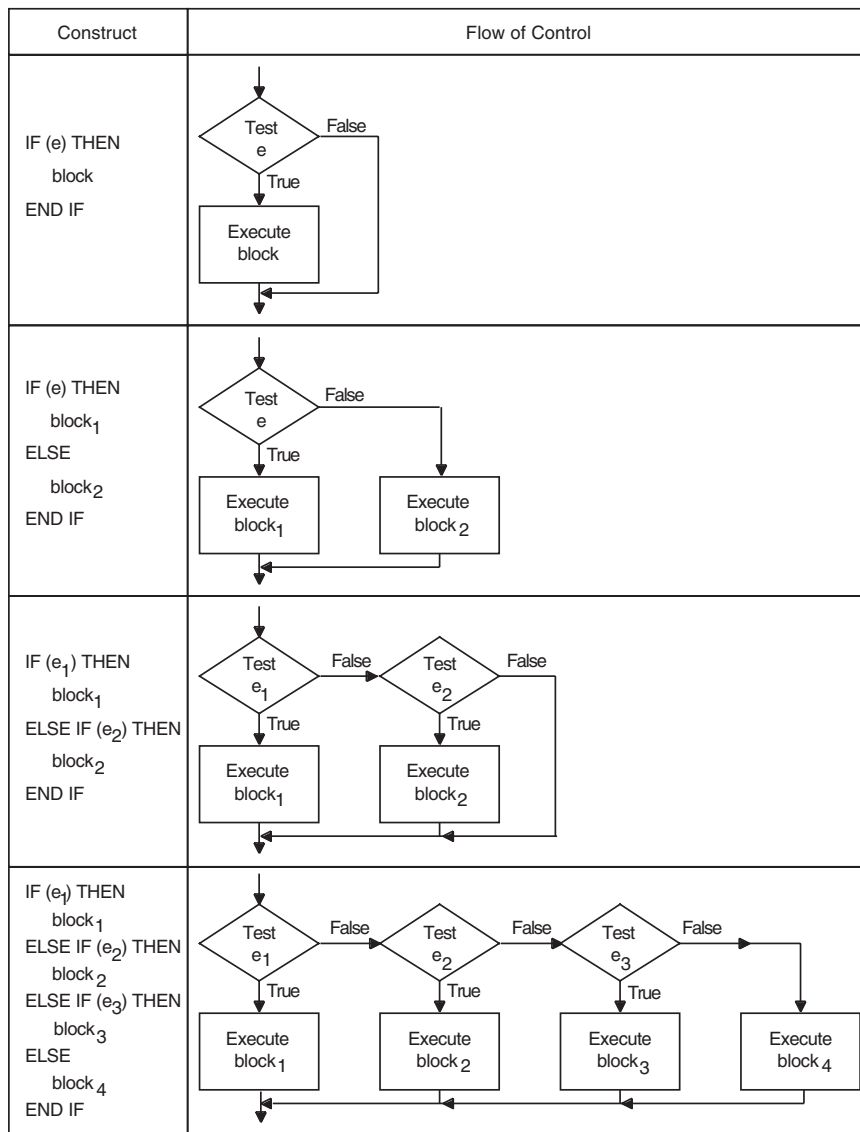 Construct
Flow of Control
IF (e) THEN
block
END IF
Test
e
False
True
Execute
block
IF (e) THEN
block1
ELSE
block2
END IF
Test
e
False
True
Execute
block1
Execute
block2
IF (e1) THEN
block1
ELSE IF (e2) THEN
block2
END IF
Test
e1
False
Test
e2
False
True
True
Execute
block1
Execute
block2
IF (e1) THEN
block1
ELSE IF (e2) THEN
block2
ELSE IF (e3) THEN
block3
ELSE
block4
END IF
Test
e1
False
Test
e2
False
Test
e3
False
True
True
True
Execute
block1
Execute
block2
Execute
block3
Execute
block4